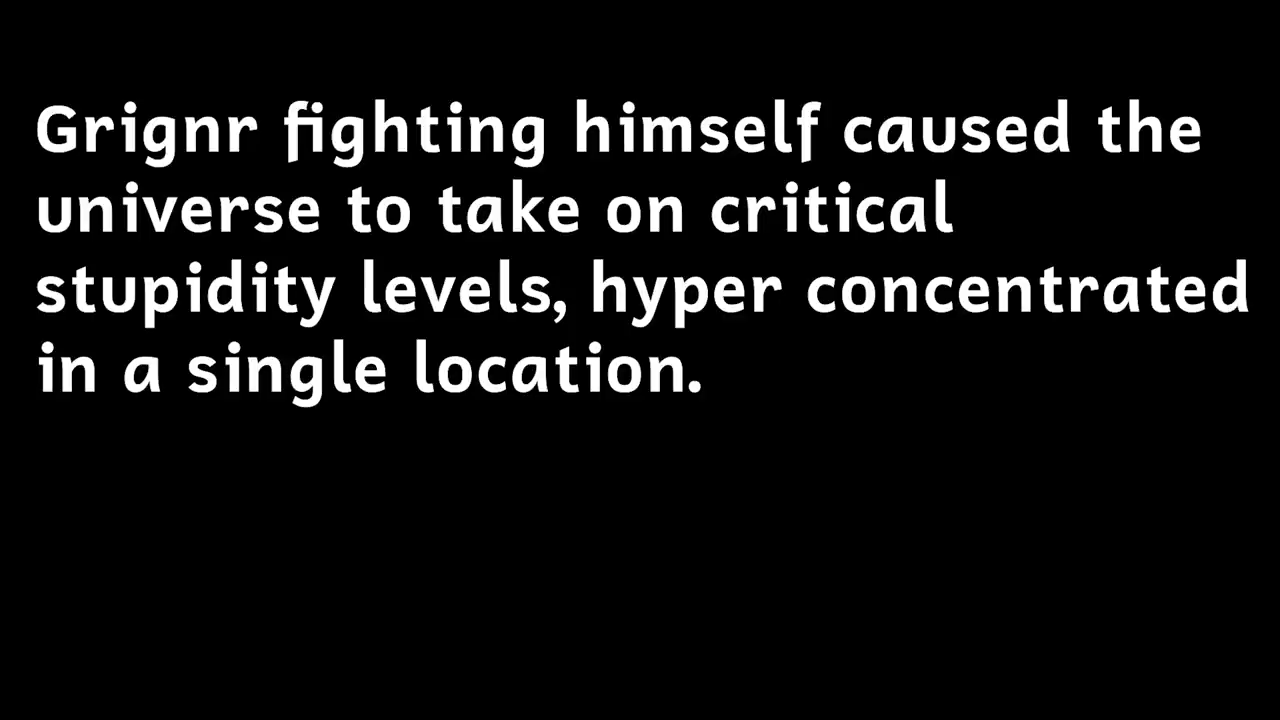 Grignr fighting himself caused the
universe to take on critical
stupidity levels, hyper concentrated
in a single location.